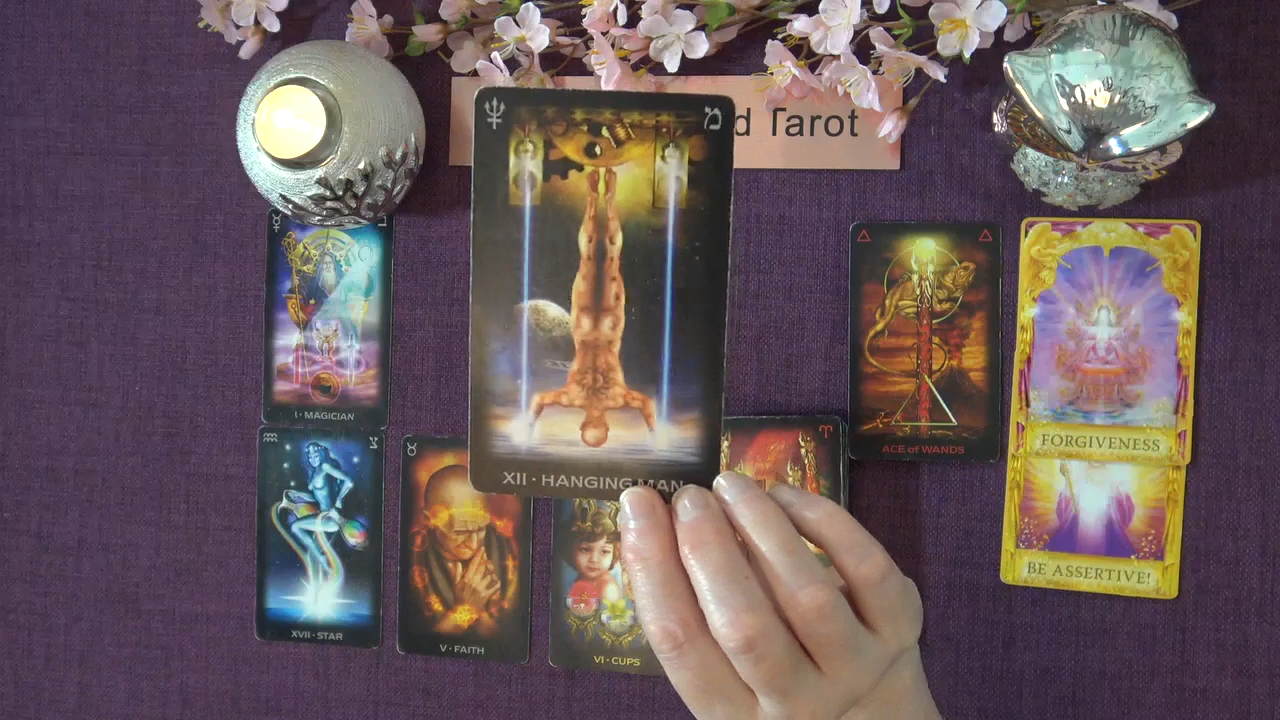 d Tarot
XII · HANGING MAN
מ
I · MAGICIAN
ACE of WANDS
FORGIVENESS
XVII · STAR
V · FAITH
VI · CUPS
BE ASSERTIVE!